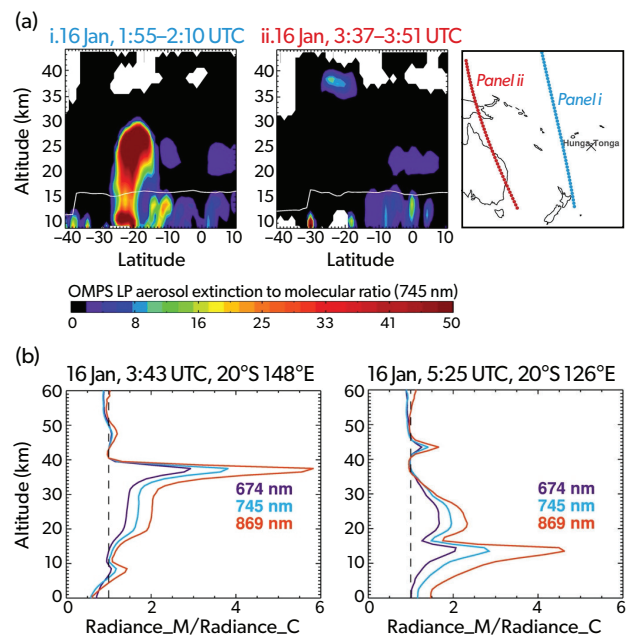 (a)
i.16 Jan, 1:55–2:10 UTC
ii.16 Jan, 3:37–3:51 UTC
Altitude (km)
40
35
30
25
20
15
10
–40 –30 –20 –10 0 10
Latitude
40
35
30
25
20
15
10
–40 –30 –20 –10 0 10
Latitude
Panel ii
Panel i
Hunga Tonga
OMPS LP aerosol extinction to molecular ratio (745 nm)
0 8 16 24 33 41 50
(b)
16 Jan, 3:43 UTC, 20°S 148°E
16 Jan, 5:25 UTC, 20°S 126°E
Altitude (km)
60
50
40
30
20
10
0
674 nm
745 nm
869 nm
0 2 4 6
Radiance_M/Radiance_C
60
50
40
30
20
10
0
674 nm
745 nm
869 nm
0 2 4 6
Radiance_M/Radiance_C